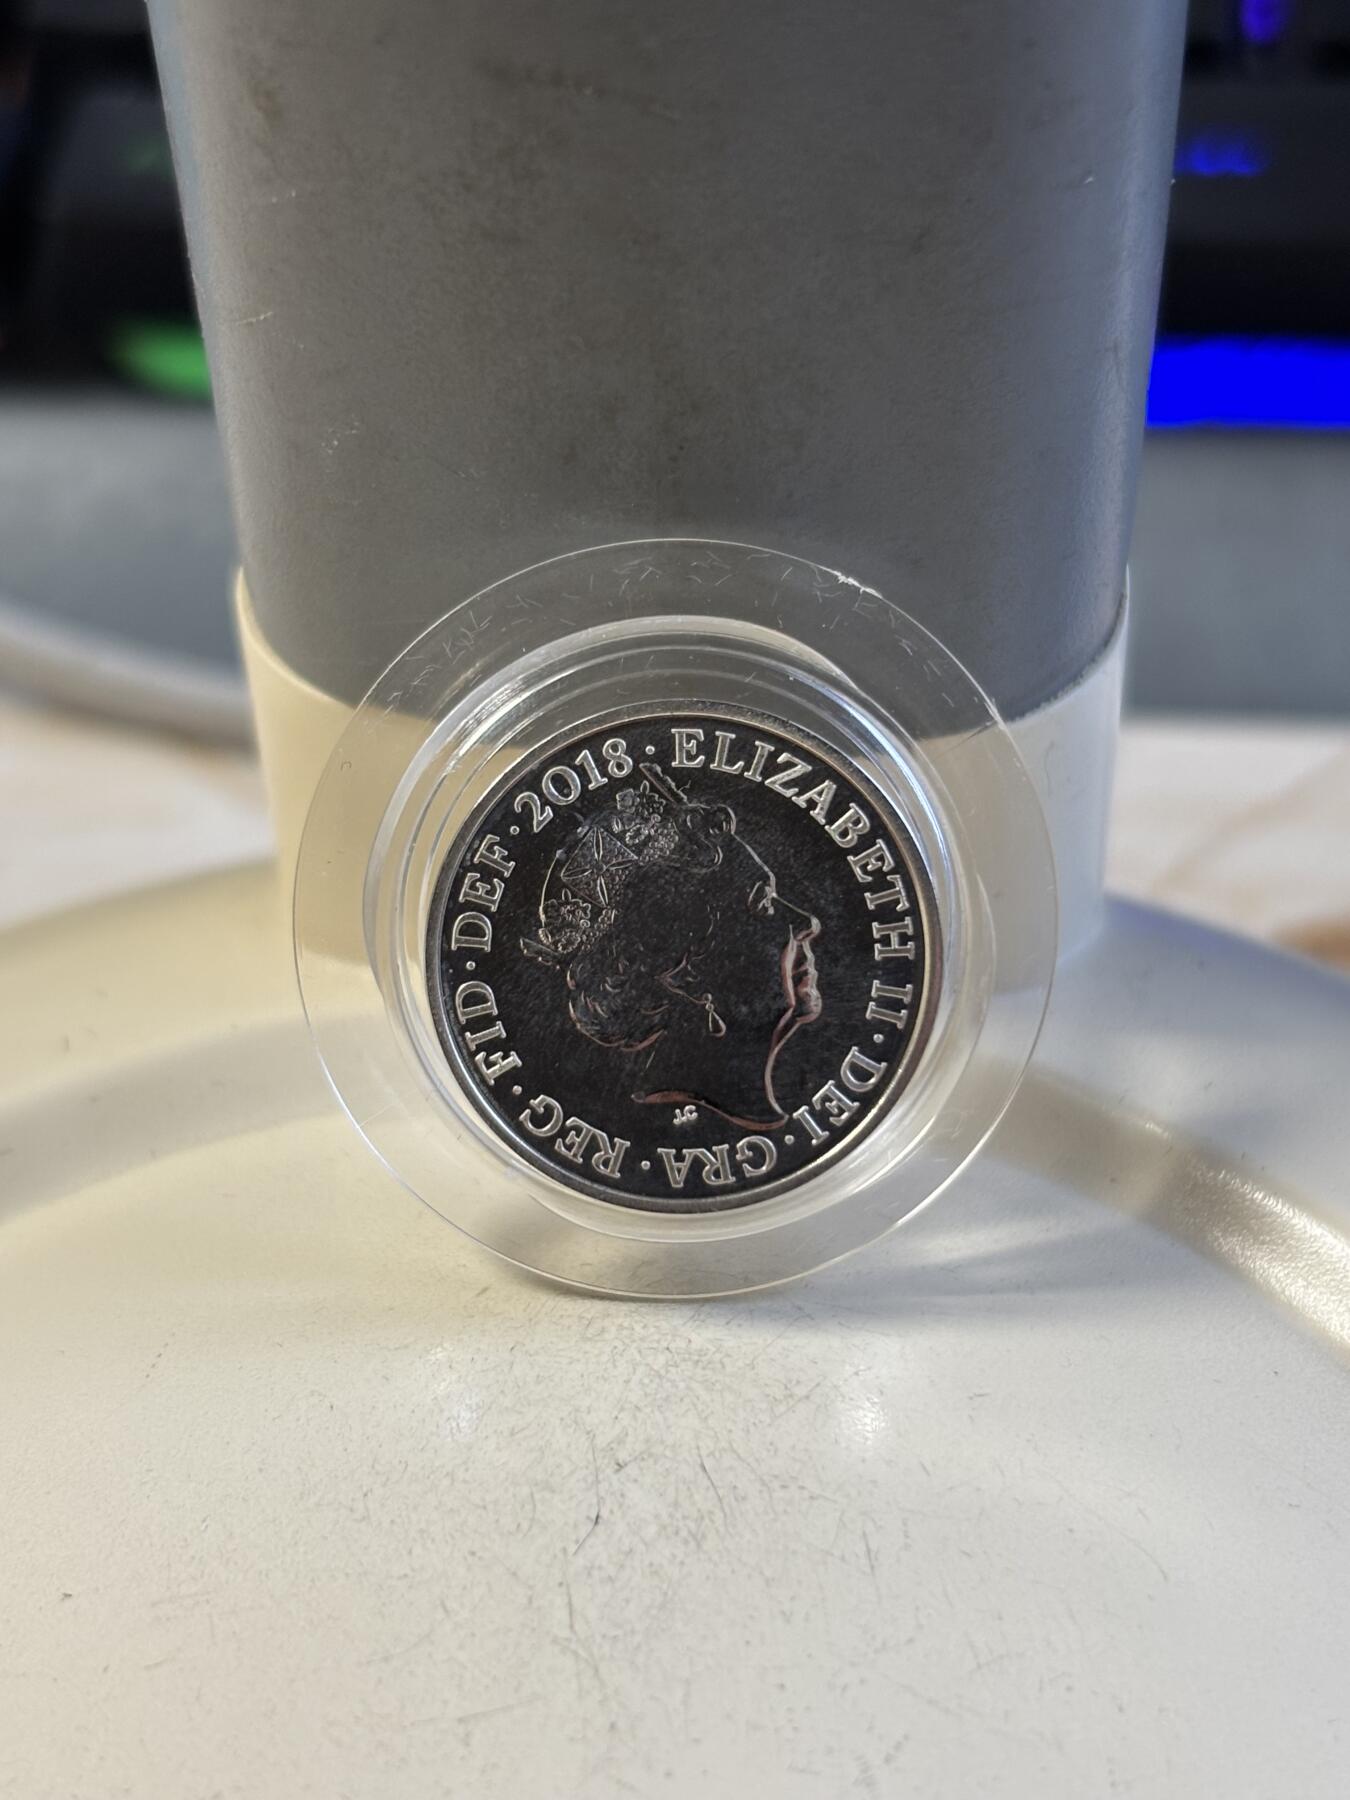 ELIZABETH II · DEI · GRA · REG · FID · DEF · 2018 ·
JC